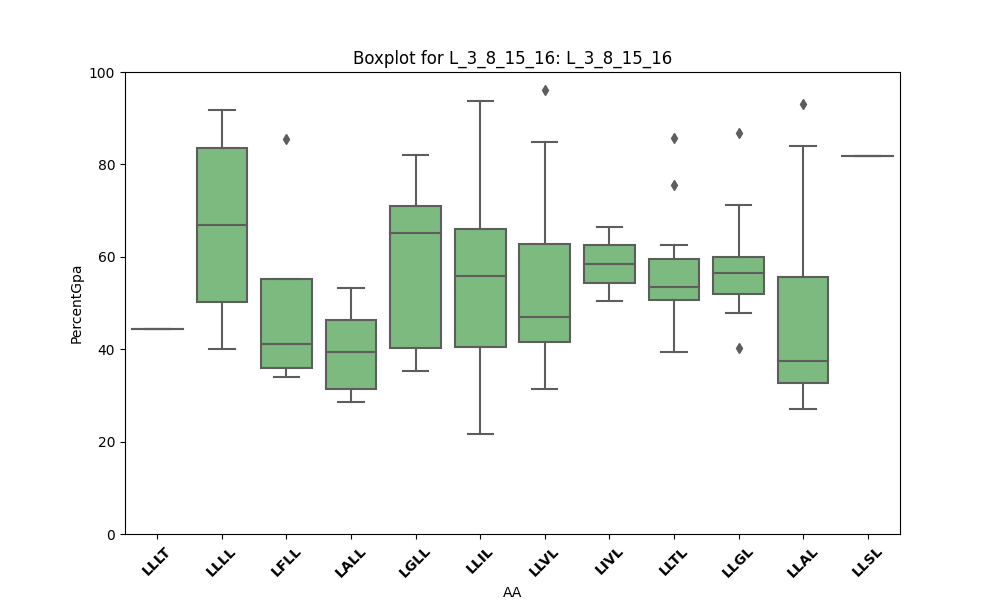 Boxplot for L_3_8_15_16: L_3_8_15_16
100
80
60
40
20
0
PercentGpa
LLLT LLLL LFLL LALL LGLL LLIL LLVL LIVL LLTL LLGL LLAL LLSL
AA